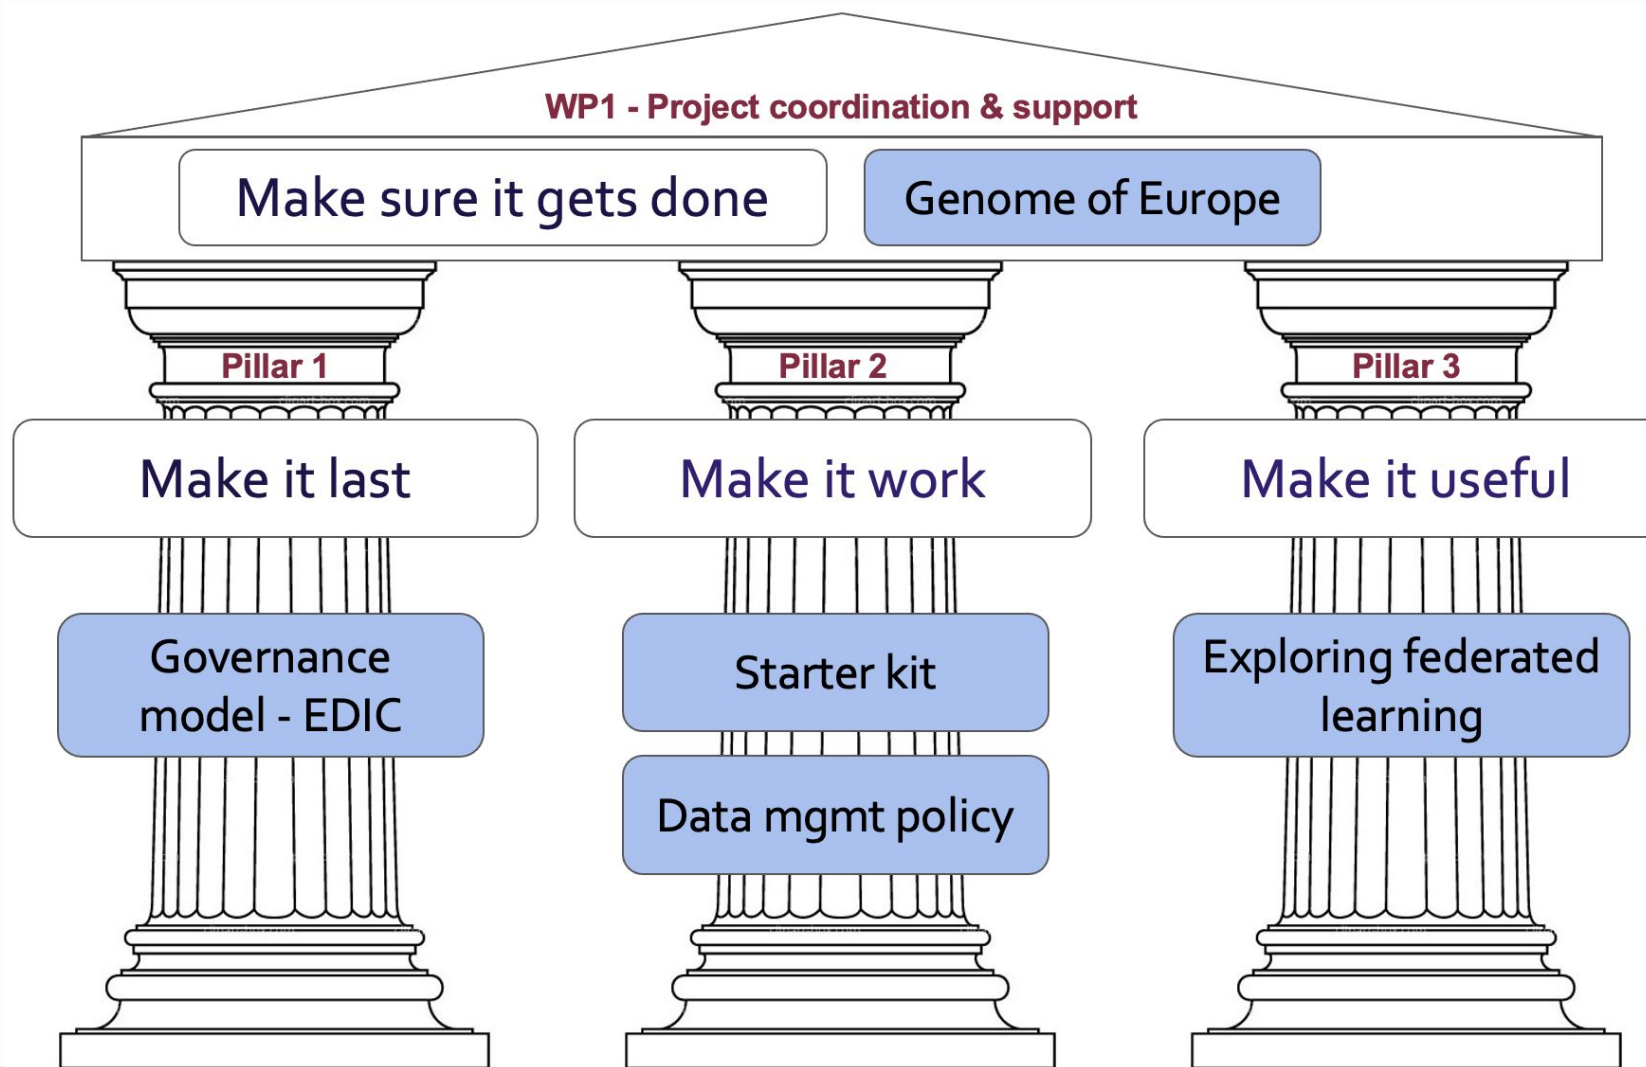 WP1 - Project coordination & support
Make sure it gets done
Genome of Europe
Pillar 1
Pillar 2
Pillar 3
Make it last
Make it work
Make it useful
Governance
model - EDIC
Starter kit
Data mgmt policy
Exploring federated
learning